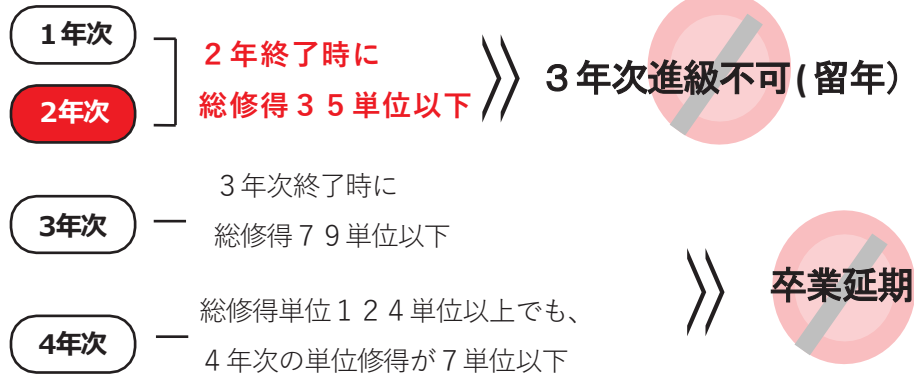 1年次
2年次
2年終了時に
総修得35単位以下
3年次進級不可(留年)
3年次
3年次終了時に
総修得79単位以下
4年次
総修得単位124単位以上でも、
4年次の単位修得が7単位以下
卒業延期